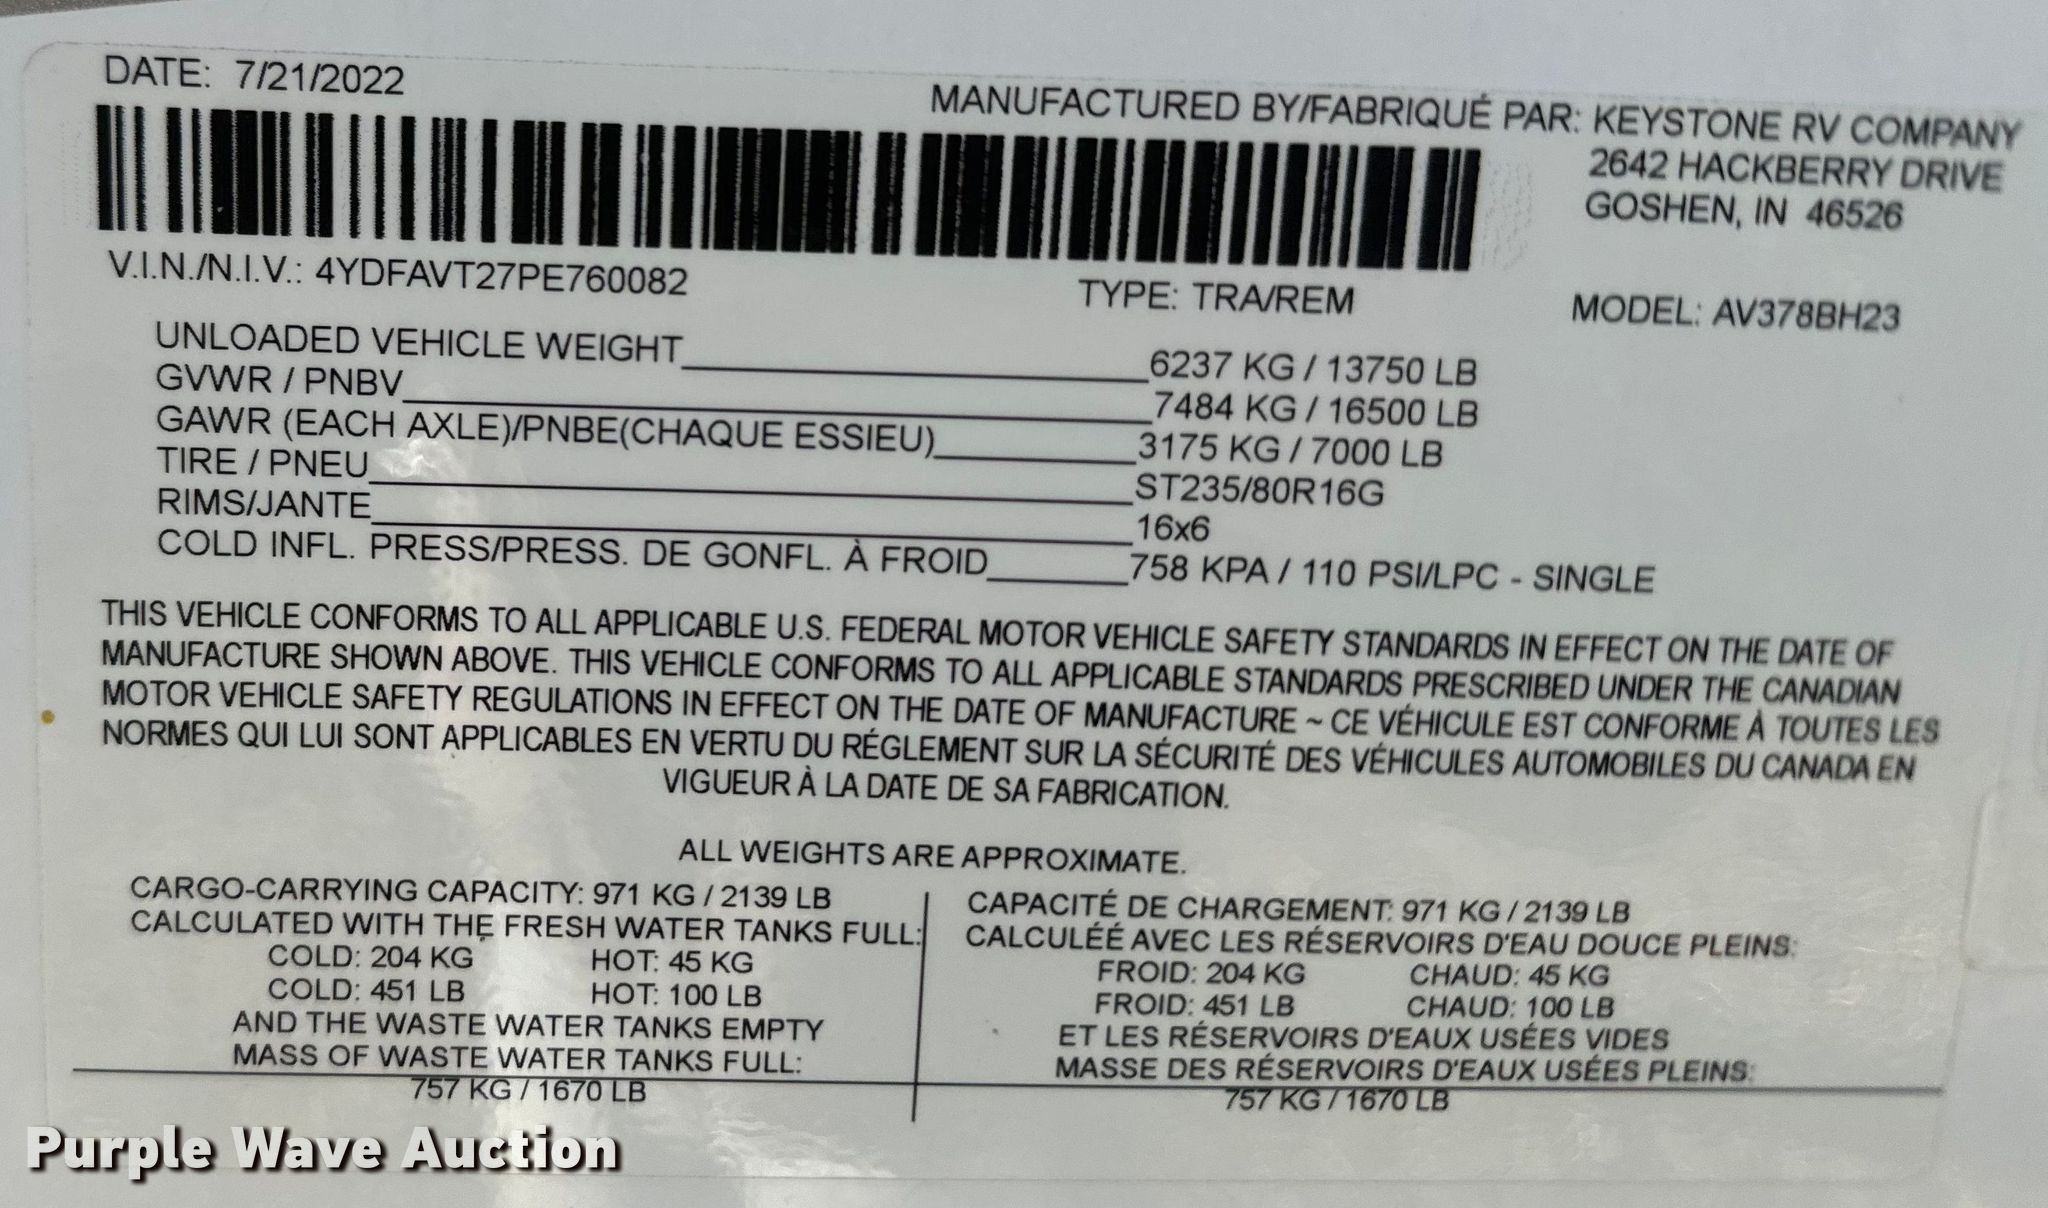 DATE: 7/21/2022
MANUFACTURED BY/FABRIQUÉ PAR: KEYSTONE RV COMPANY
2642 HACKBERRY DRIVE
GOSHEN, IN 46526
V.I.N./N.I.V.: 4YDFAVT27PE760082
TYPE: TRA/REM
MODEL: AV378BH23
UNLOADED VEHICLE WEIGHT 6237 KG / 13750 LB
GVWR / PNBV 7484 KG / 16500 LB
GAWR (EACH AXLE)/PNBE(CHAQUE ESSIEU) 3175 KG / 7000 LB
TIRE / PNEU ST235/80R16G
RIMS/JANTE 16x6
COLD INFL. PRESS/PRESS. DE GONFL. À FROID 758 KPA / 110 PSI/LPC - SINGLE
THIS VEHICLE CONFORMS TO ALL APPLICABLE U.S. FEDERAL MOTOR VEHICLE SAFETY STANDARDS IN EFFECT ON THE DATE OF
MANUFACTURE SHOWN ABOVE. THIS VEHICLE CONFORMS TO ALL APPLICABLE STANDARDS PRESCRIBED UNDER THE CANADIAN
MOTOR VEHICLE SAFETY REGULATIONS IN EFFECT ON THE DATE OF MANUFACTURE ~ CE VÉHICULE EST CONFORME À TOUTES LES
NORMES QUI LUI SONT APPLICABLES EN VERTU DU RÉGLEMENT SUR LA SÉCURITÉ DES VÉHICULES AUTOMOBILES DU CANADA EN
VIGUEUR À LA DATE DE SA FABRICATION.
ALL WEIGHTS ARE APPROXIMATE.
CARGO-CARRYING CAPACITY: 971 KG / 2139 LB
CALCULATED WITH THE FRESH WATER TANKS FULL:
COLD: 204 KG HOT: 45 KG
COLD: 451 LB HOT: 100 LB
AND THE WASTE WATER TANKS EMPTY
MASS OF WASTE WATER TANKS FULL:
757 KG / 1670 LB
CAPACITÉ DE CHARGEMENT: 971 KG / 2139 LB
CALCULÉÉ AVEC LES RÉSERVOIRS D'EAU DOUCE PLEINS:
FROID: 204 KG CHAUD: 45 KG
FROID: 451 LB CHAUD: 100 LB
ET LES RÉSERVOIRS D'EAUX USÉES VIDES
MASSE DES RÉSERVOIRS D'EAUX USÉES PLEINS:
757 KG / 1670 LB
Purple Wave Auction